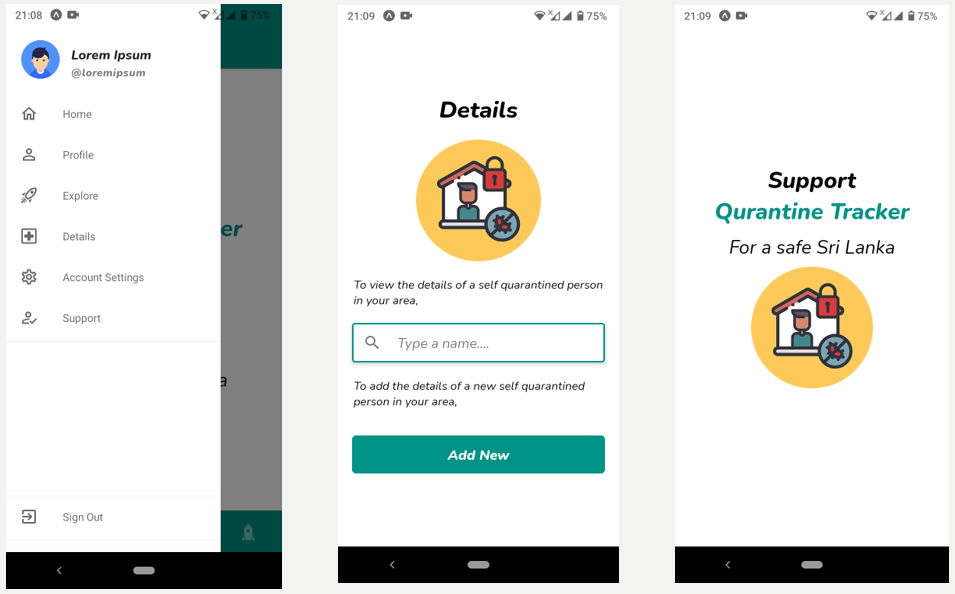 21:08
75%
Lorem Ipsum
@loremipsum
Home
Profile
Explore
Details
Account Settings
Support
Sign Out
er
a
21:09
75%
Details
To view the details of a self quarantined person
in your area,
Type a name....
To add the details of a new self quarantined
person in your area,
Add New
21:09
75%
Support
Qurantine Tracker
For a safe Sri Lanka